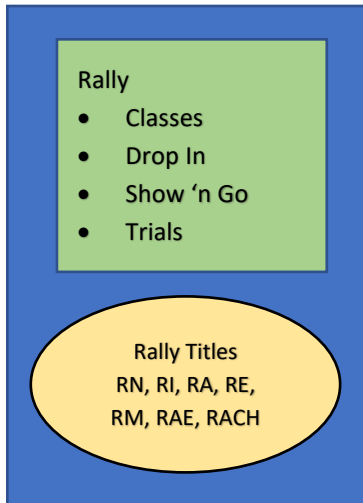 Rally
• Classes
• Drop In
• Show ‘n Go
• Trials
Rally Titles
RN, RI, RA, RE,
RM, RAE, RACH